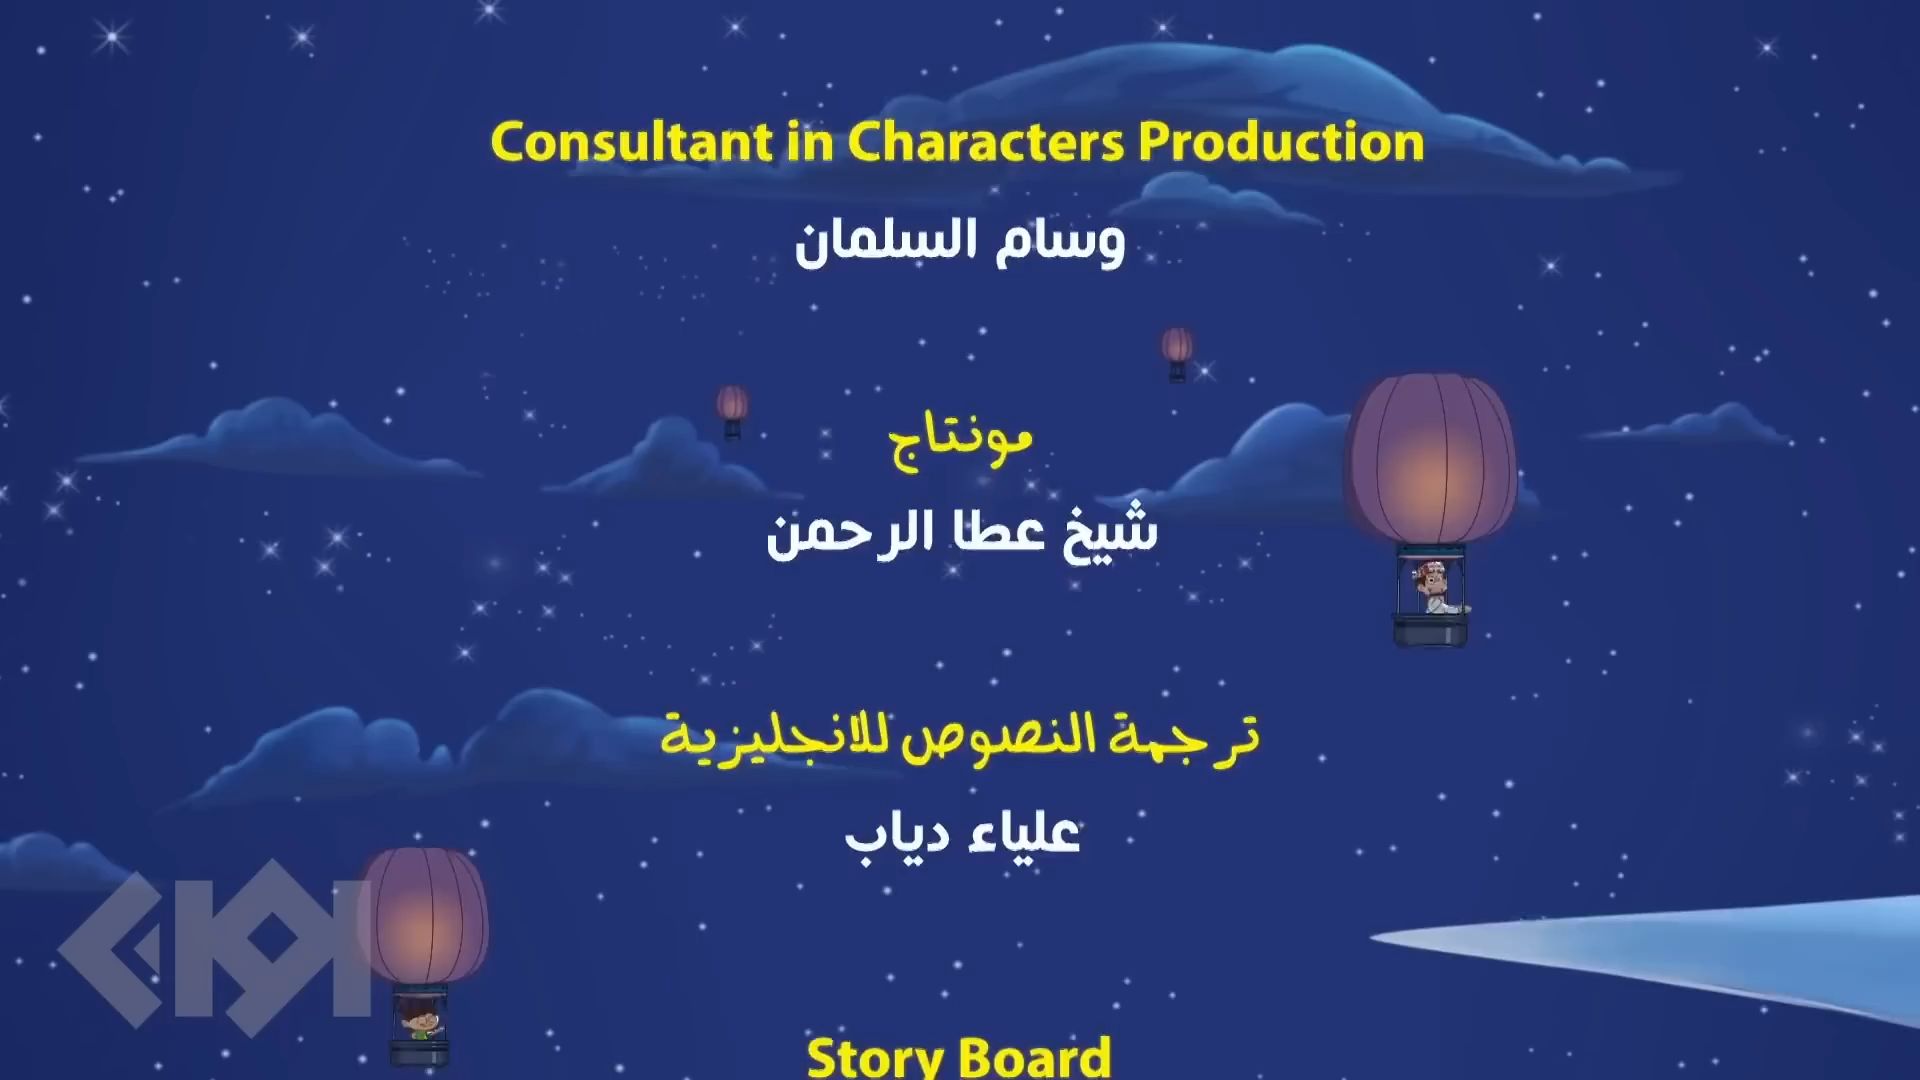 Consultant in Characters Production
وسام السلمان
مونتاج
شيخ عطا الرحمن
ترجمة النصوص للانجليزية
علياء دياب
Story Board